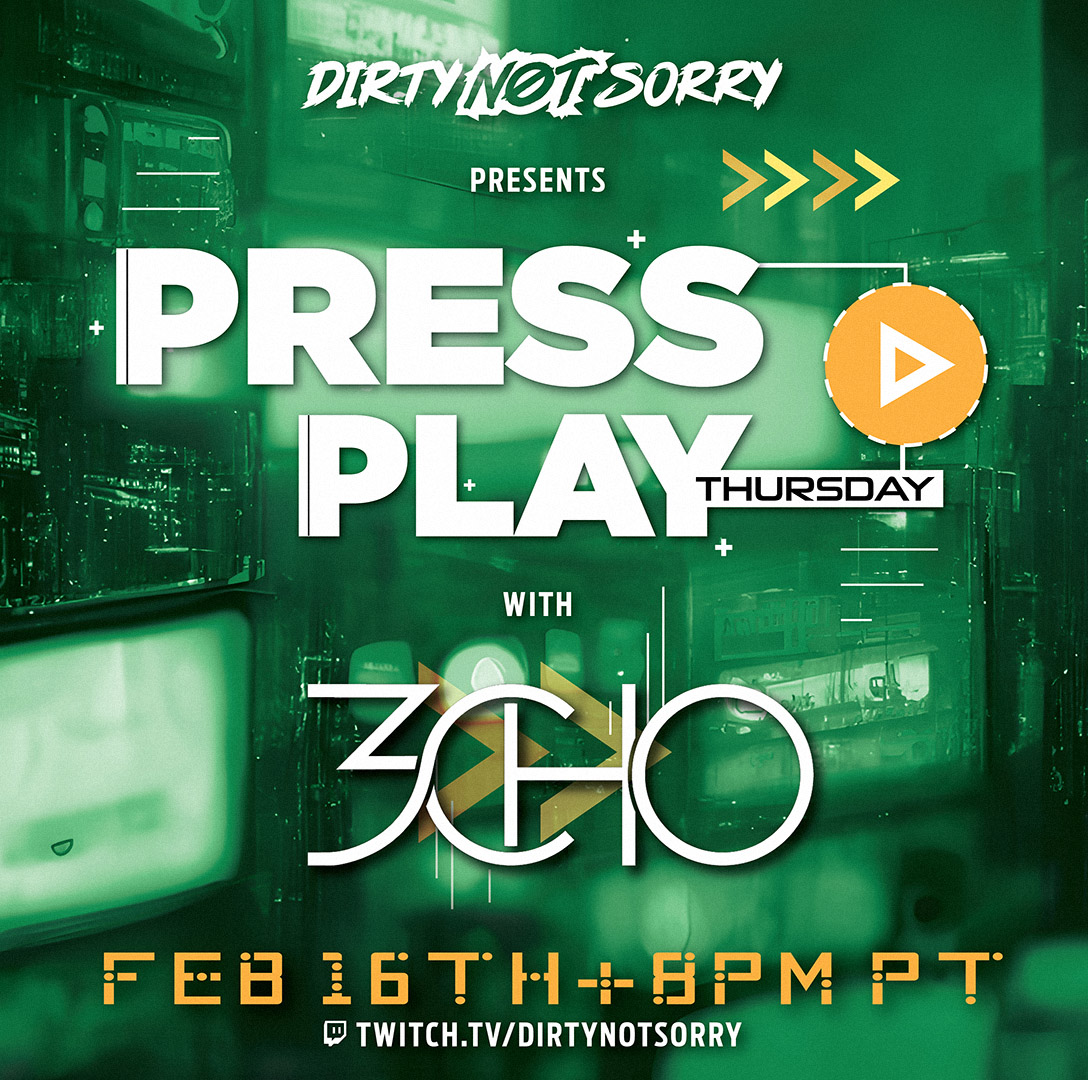 DIRTY NOT SORRY
PRESENTS
PRESS
PLAY
THURSDAY
WITH
3CHO
FEB 16TH + 8PM PT
TWITCH.TV/DIRTYNOTSORRY